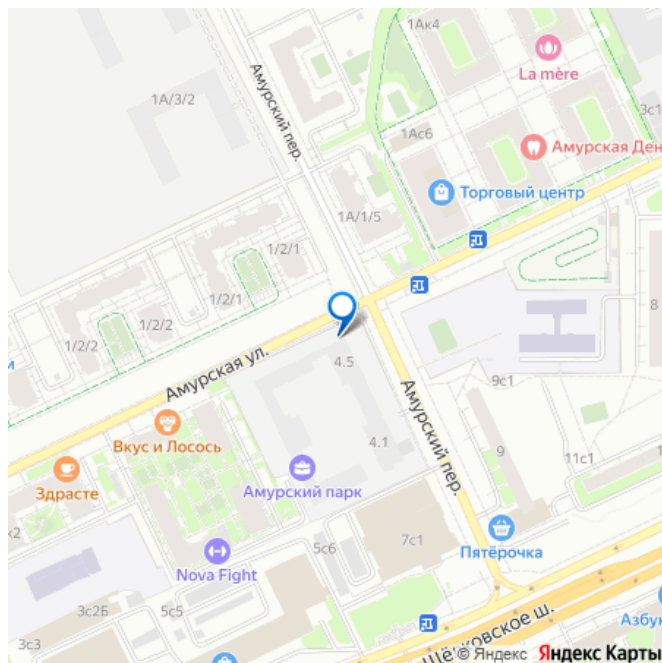 1Ак4
La mère
1А/3/2
Амурский пер.
3с1
1Ас6
Амурская Ден
Торговый центр
1А/1/5
1/2/1
1/2/1
1/2/2
1/2/2
и
8
Амурская ул.
4.5
9с1
Амурский пер.
Вкус и Лосось
4.1
9
11с1
1
Здрасте
Амурский парк
к2
7с1
Пятёрочка
5с6
Nova Fight
3с2Б
5с5
3с3
Щёлковское ш.
Азбук
© Яндекс Яндекс Карты